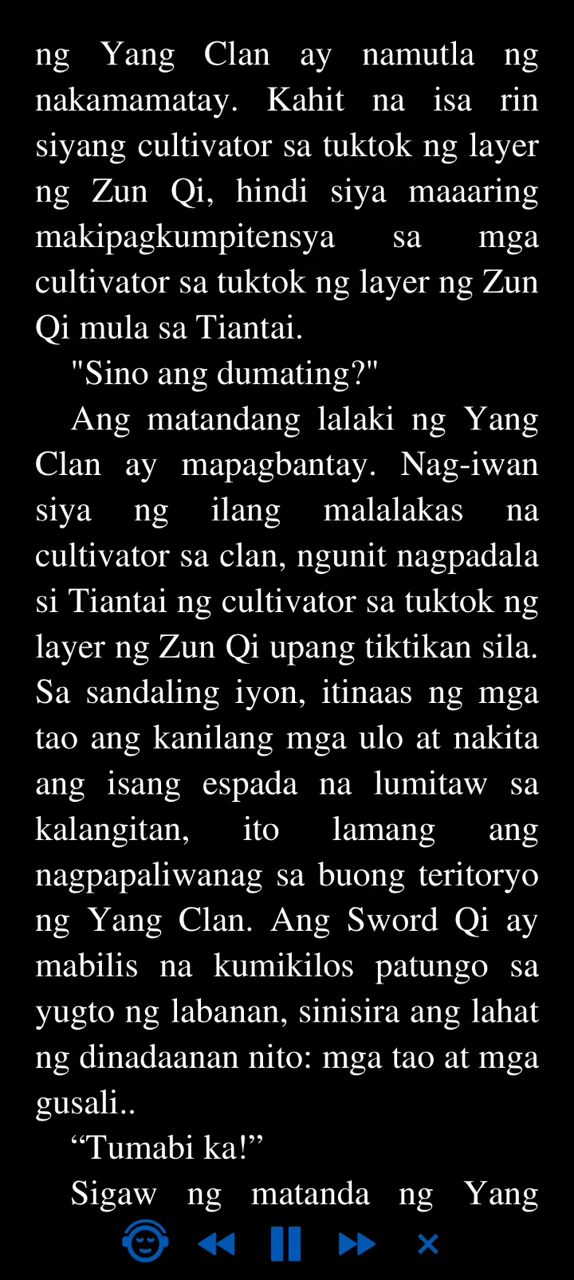 ng Yang Clan ay namutla ng
nakamamatay. Kahit na isa rin
siyang cultivator sa tuktok ng layer
ng Zun Qi, hindi siya maaaring
makipagkumpitensya sa mga
cultivator sa tuktok ng layer ng Zun
Qi mula sa Tiantai.
"Sino ang dumating?"
Ang matandang lalaki ng Yang
Clan ay mapagbantay. Nag-iwan
siya ng ilang malalakas na
cultivator sa clan, ngunit nagpadala
si Tiantai ng cultivator sa tuktok ng
layer ng Zun Qi upang tiktikan sila.
Sa sandaling iyon, itinaas ng mga
tao ang kanilang mga ulo at nakita
ang isang espada na lumitaw sa
kalangitan, ito lamang ang
nagpapaliwanag sa buong teritoryo
ng Yang Clan. Ang Sword Qi ay
mabilis na kumikilos patungo sa
yugto ng labanan, sinisira ang lahat
ng dinadaanan nito: mga tao at mga
gusali..
“Tumabi ka!”
Sigaw ng matanda ng Yang